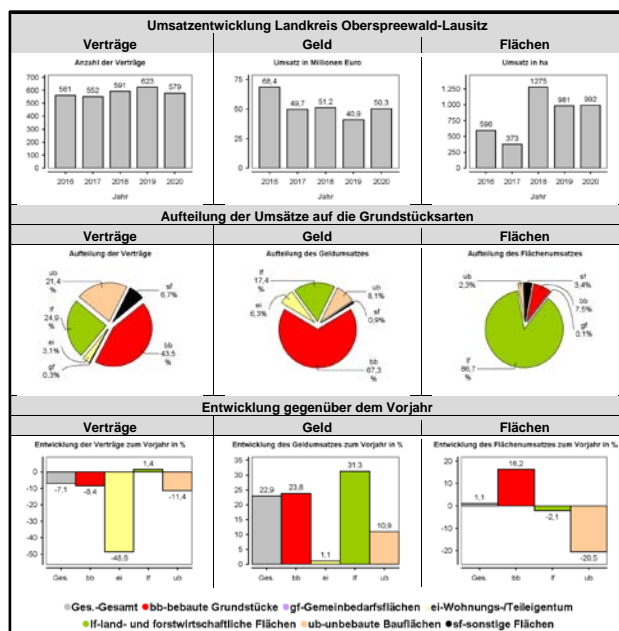 Umsatzentwicklung Landkreis Oberspreewald-Lausitz
Verträge Geld Flächen
Anzahl der Verträge
700
600
500
400
300
200
100
0
561 552 591 623 579
2016 2017 2018 2019 2020
Jahr
Umsatz in Millionen Euro
75
50
25
0
68,4 49,7 51,2 40,9 50,3
2016 2017 2018 2019 2020
Jahr
Umsatz in ha
1.250
1.000
750
500
250
0
596 373 1275 981 992
2016 2017 2018 2019 2020
Jahr
Aufteilung der Umsätze auf die Grundstücksarten
Verträge Geld Flächen
Aufteilung der Verträge
ub
21,4
%
sf
6,7%
lf
24,9
%
ei
3,1%
gf
0,3%
bb
43,5
%
Aufteilung des Geldumsatzes
lf
17,4
%
ub
8,1%
ei
6,3%
sf
0,9%
bb
67,3
%
Aufteilung des Flächenumsatzes
ub
2,3%
sf
3,4%
bb
7,5%
gf
0,1%
lf
86,7
%
Entwicklung gegenüber dem Vorjahr
Verträge Geld Flächen
Entwicklung der Verträge zum Vorjahr in %
0
-10
-20
-30
-40
-50
-7,1 -8,4 -48,6 1,4 -11,4
Ges. bb ei lf ub
Entwicklung des Geldumsatzes zum Vorjahr in %
35
30
25
20
15
10
5
0
22,9 23,8 1,1 31,3 10,9
Ges. bb ei lf ub
Entwicklung des Flächenumsatzes zum Vorjahr in %
20
10
0
-10
-20
1,1 16,2 -2,1 -20,5
Ges. bb lf ub
Ges.-Gesamt bb-bebaute Grundstücke gf-Gemeinbedarfsflächen ei-Wohnungs-/Teileigentum
lf-land- und forstwirtschaftliche Flächen ub-unbebaute Bauflächen sf-sonstige Flächen